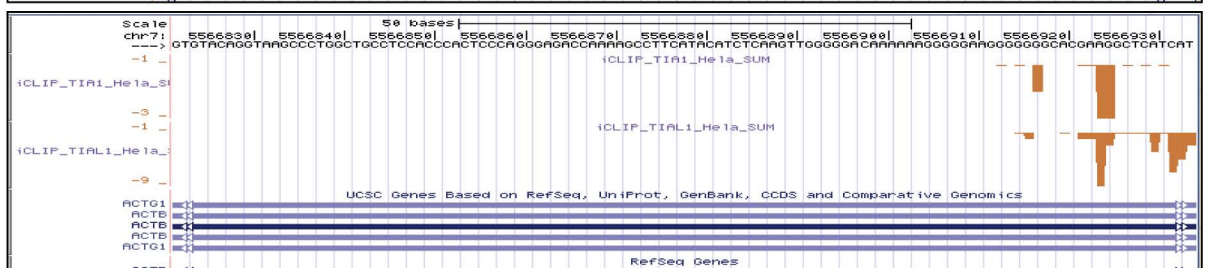 Scale 50 bases
chr7: 5566830| 5566840| 5566850| 5566860| 5566870| 5566880| 5566890| 5566900| 5566910| 5566920| 5566930|
---> GTGTACAGGTAAGCCCTGGCTGCCTCCACCCACTCCCAGGGAGACCAAAAGCCTTCATACATCTCAAGTTGGGGGACAAAAAAGGGGGAAGGGGGGGCACGAAGGCTCATCAT
-1 _ iCLIP_TIA1_Hela_SUM
iCLIP_TIA1_Hela_SU
-3 _
-1 _ iCLIP_TIAL1_Hela_SUM
iCLIP_TIAL1_Hela_
-9 _
UCSC Genes Based on RefSeq, UniProt, GenBank, CCDS and Comparative Genomics
ACTG1
ACTB
ACTB
ACTB
ACTG1
RefSeq Genes